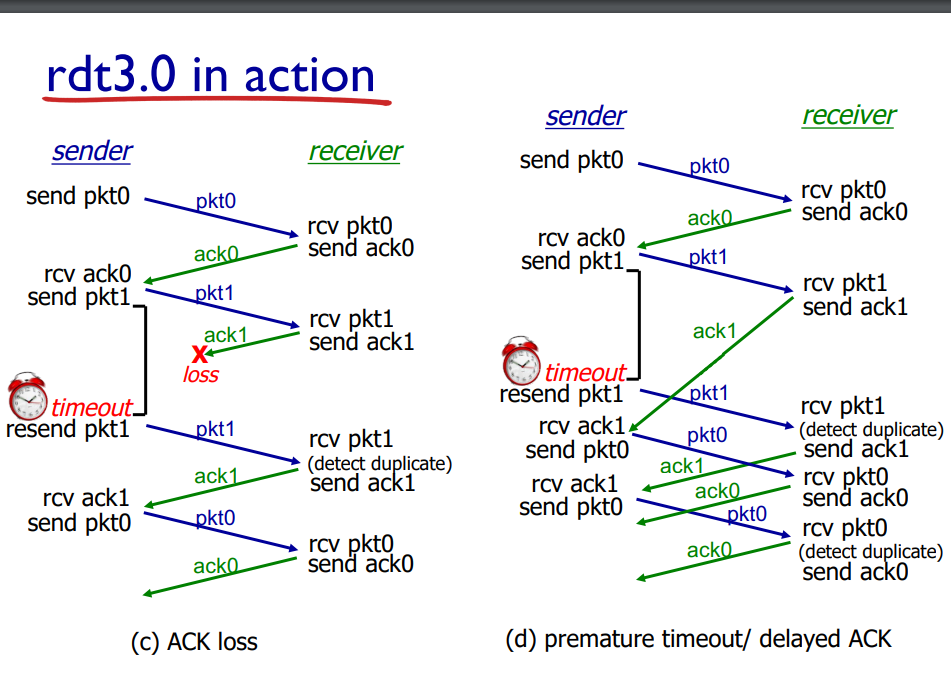 rdt3.0 in action
sender
receiver
send pkt0
pkt0
rcv pkt0
send ack0
ack0
rcv ack0
send pkt1
pkt1
rcv pkt1
send ack1
ack1
X
loss
timeout
resend pkt1
pkt1
rcv pkt1
(detect duplicate)
send ack1
ack1
rcv ack1
send pkt0
pkt0
rcv pkt0
send ack0
ack0
(c) ACK loss
sender
receiver
send pkt0
pkt0
rcv pkt0
send ack0
ack0
rcv ack0
send pkt1
pkt1
rcv pkt1
send ack1
ack1
timeout
resend pkt1
pkt1
rcv pkt1
(detect duplicate)
send ack1
rcv ack1
send pkt0
pkt0
ack1
rcv pkt0
send ack0
rcv ack1
send pkt0
ack0
pkt0
rcv pkt0
(detect duplicate)
send ack0
ack0
(d) premature timeout/ delayed ACK